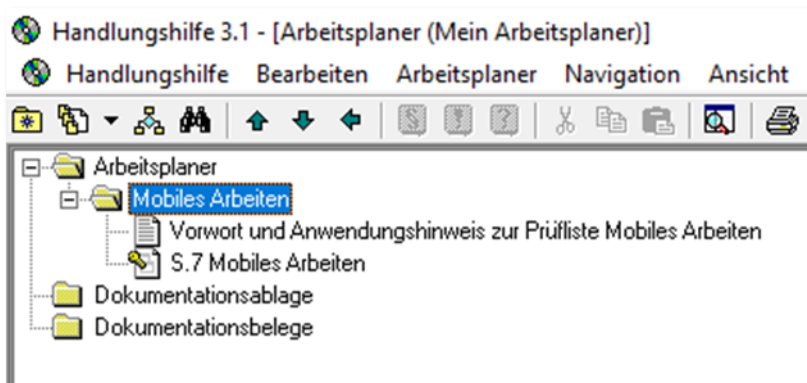 Handlungshilfe 3.1 - [Arbeitsplaner (Mein Arbeitsplaner)]
Handlungshilfe Bearbeiten Arbeitsplaner Navigation Ansicht
Arbeitsplaner
Mobiles Arbeiten
Vorwort und Anwendungshinweis zur Prüfliste Mobiles Arbeiten
S.7 Mobiles Arbeiten
Dokumentationsablage
Dokumentationsbelege